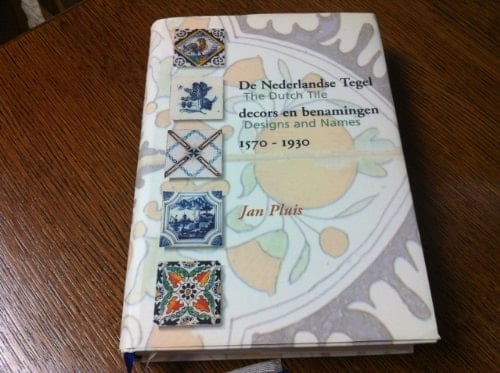 De Nederlandse Tegel
The Dutch Tile
decors en benamingen
Designs and Names
1570 - 1930
Jan Pluis